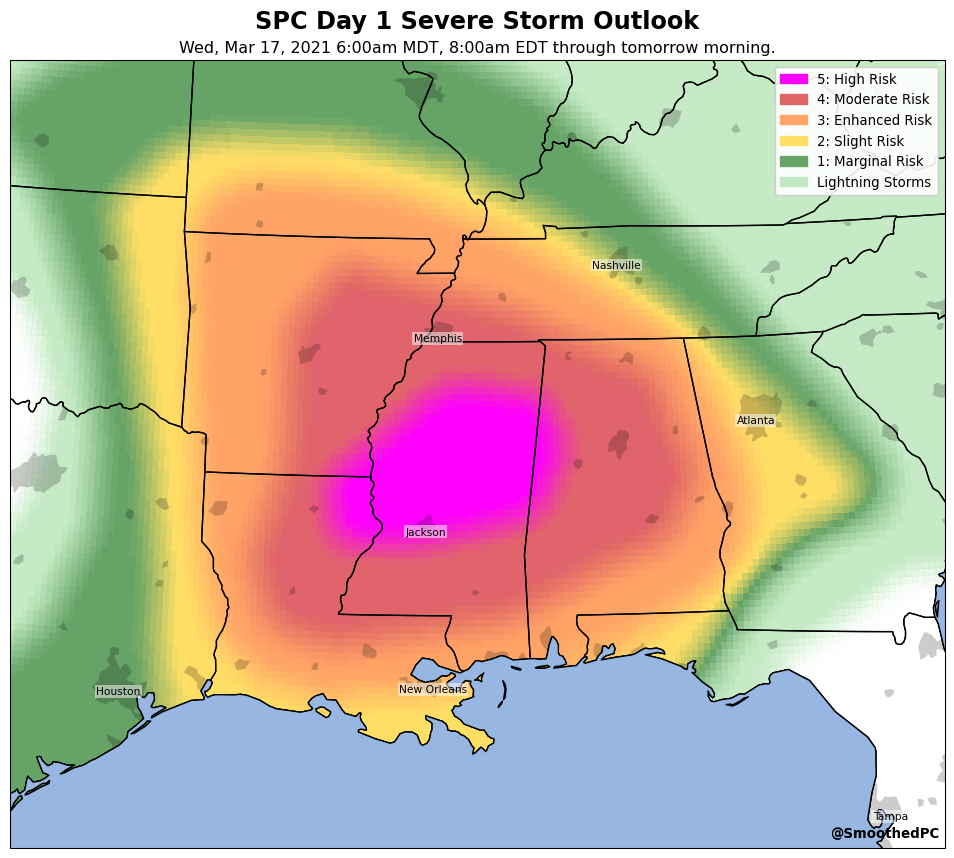 SPC Day 1 Severe Storm Outlook
Wed, Mar 17, 2021 6:00am MDT, 8:00am EDT through tomorrow morning.
5: High Risk
4: Moderate Risk
3: Enhanced Risk
2: Slight Risk
1: Marginal Risk
Lightning Storms
Nashville
Memphis
Atlanta
Jackson
Houston
New Orleans
Tampa
@SmoothedPC